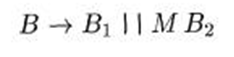 B → B₁ || M B₂